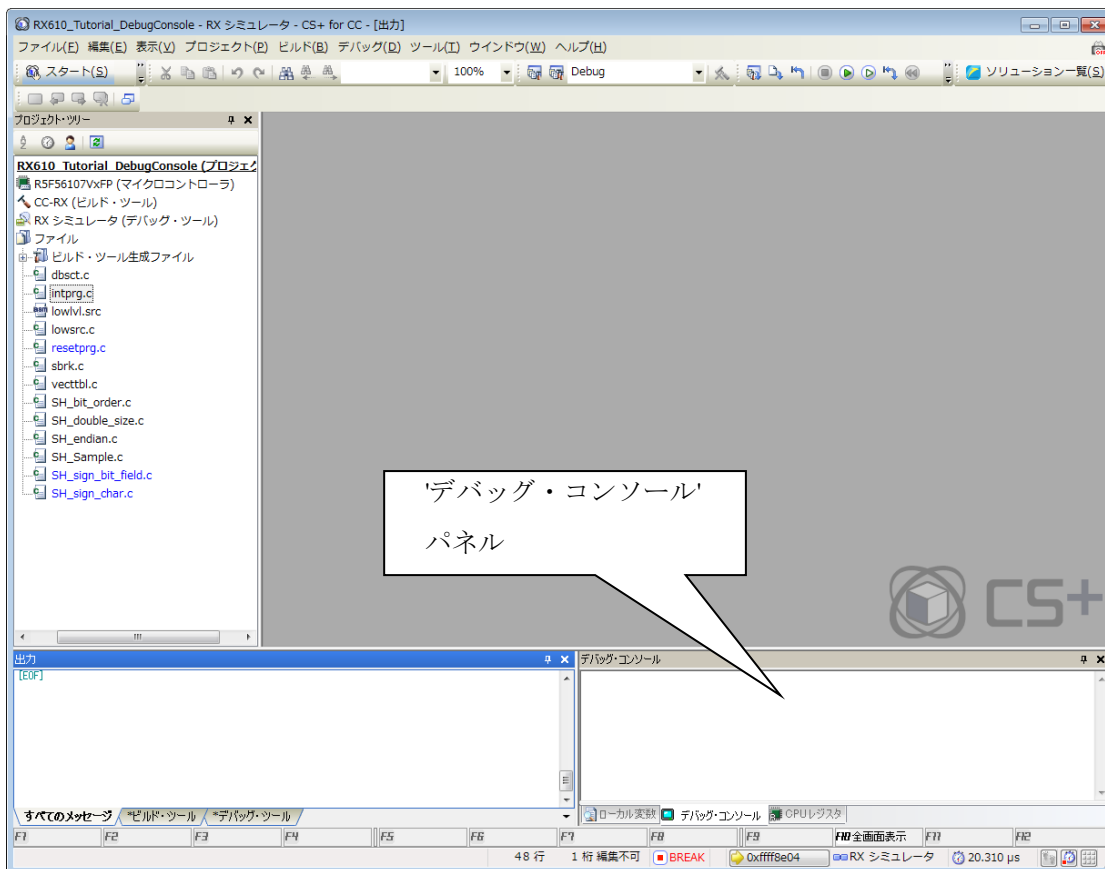 RX610_Tutorial_DebugConsole - RX シミュレータ - CS+ for CC - [出力]
ファイル(F) 編集(E) 表示(V) プロジェクト(P) ビルド(B) デバッグ(D) ツール(T) ウインドウ(W) ヘルプ(H)
スタート(S) 100% Debug ソリューション一覧(S)
プロジェクト・ツリー
RX610_Tutorial_DebugConsole (プロジェク
R5F56107VxFP (マイクロコントローラ)
CC-RX (ビルド・ツール)
RX シミュレータ (デバッグ・ツール)
ファイル
ビルド・ツール生成ファイル
dbsct.c
intprg.c
lowlvl.src
lowsrc.c
resetprg.c
sbrk.c
vecttbl.c
SH_bit_order.c
SH_double_size.c
SH_endian.c
SH_Sample.c
SH_sign_bit_field.c
SH_sign_char.c
'デバッグ・コンソール'
パネル
CS+
出力
[EOF]
すべてのメッセージ *ビルド・ツール *デバッグ・ツール
デバッグ・コンソール
ローカル変数 デバッグ・コンソール CPUレジスタ
F1 F2 F3 F4 F5 F6 F7 F8 F9 F10 全画面表示 F11 F12
48 行 1 桁 編集不可 BREAK 0xffff8e04 RX シミュレータ 20.310 μs